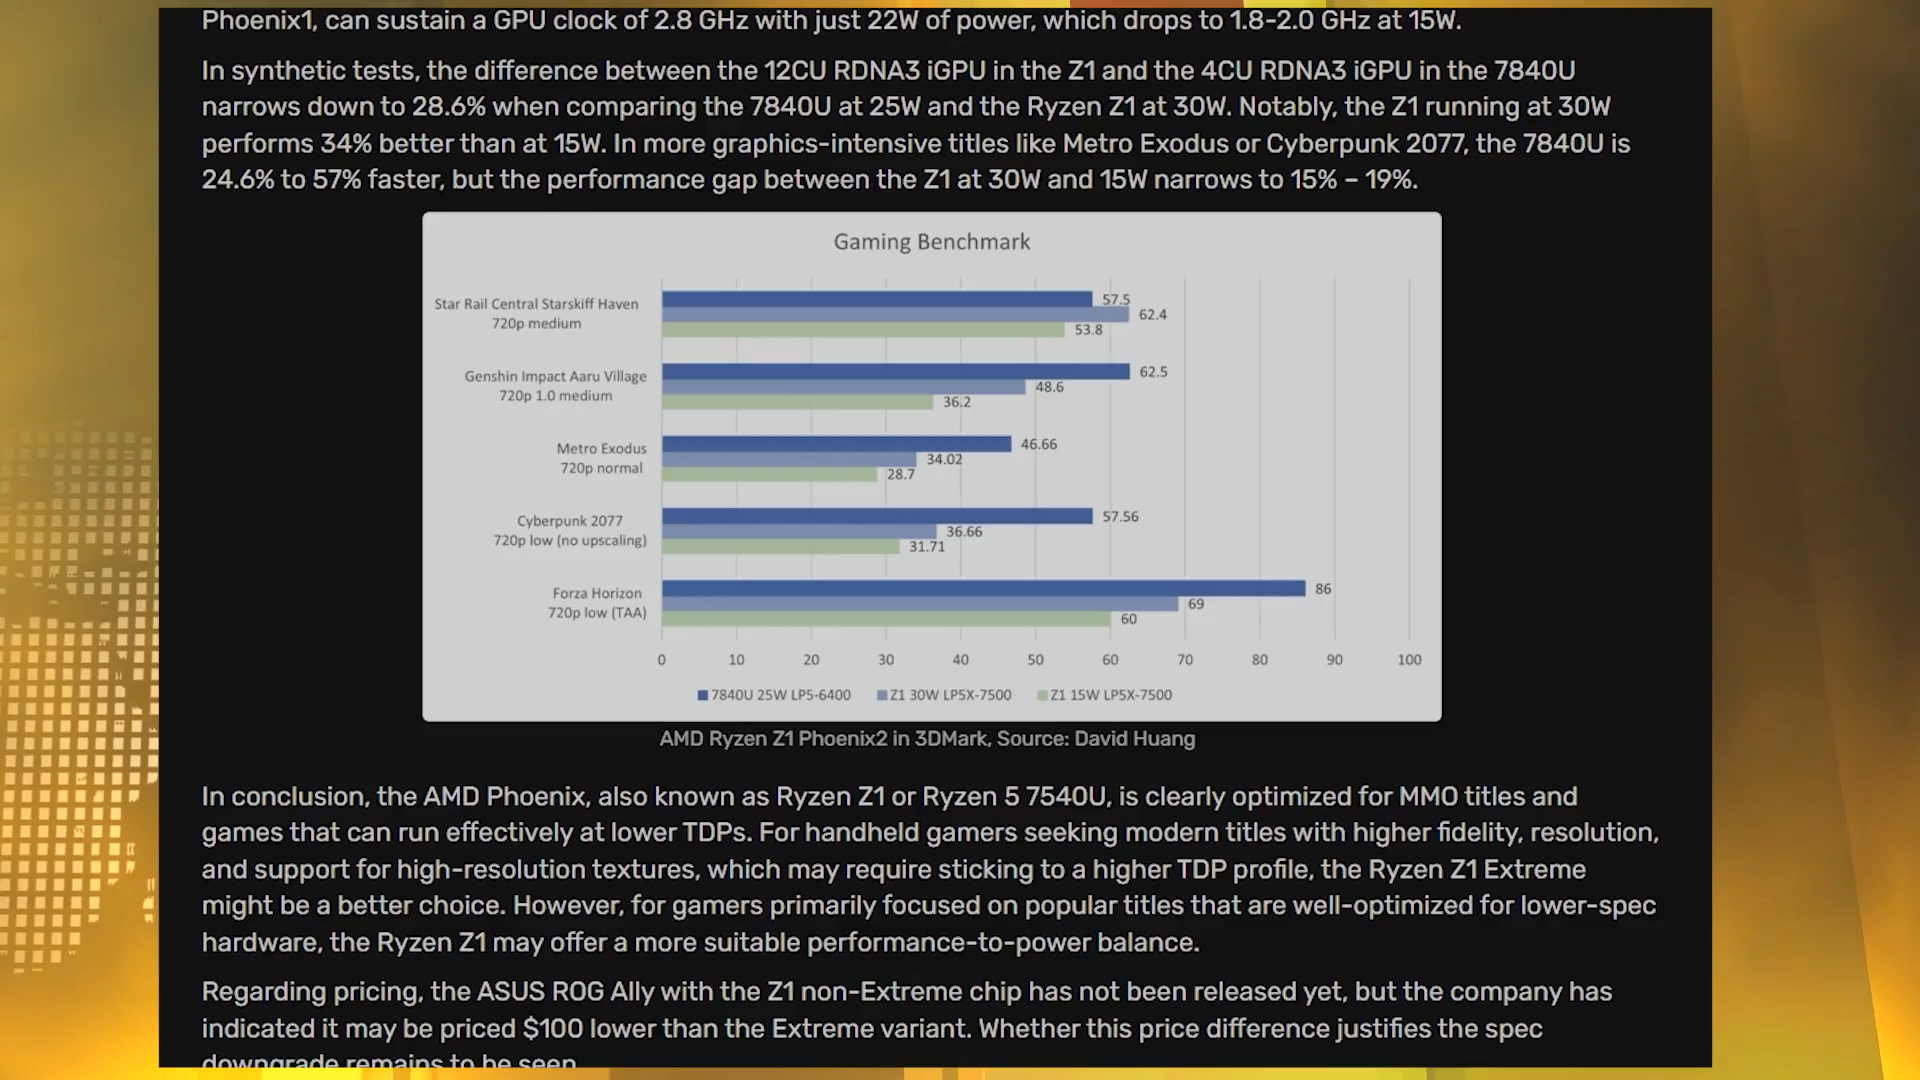 Phoenix1, can sustain a GPU clock of 2.8 GHz with just 22W of power, which drops to 1.8-2.0 GHz at 15W.
In synthetic tests, the difference between the 12CU RDNA3 iGPU in the Z1 and the 4CU RDNA3 iGPU in the 7840U
narrows down to 28.6% when comparing the 7840U at 25W and the Ryzen Z1 at 30W. Notably, the Z1 running at 30W
performs 34% better than at 15W. In more graphics-intensive titles like Metro Exodus or Cyberpunk 2077, the 7840U is
24.6% to 57% faster, but the performance gap between the Z1 at 30W and 15W narrows to 15% – 19%.
Gaming Benchmark
Star Rail Central Starskiff Haven
720p medium
57.5
62.4
53.8
Genshin Impact Aaru Village
720p 1.0 medium
62.5
48.6
36.2
Metro Exodus
720p normal
46.66
34.02
28.7
Cyberpunk 2077
720p low (no upscaling)
57.56
36.66
31.71
Forza Horizon
720p low (TAA)
86
69
60
0 10 20 30 40 50 60 70 80 90 100
7840U 25W LP5-6400 Z1 30W LP5X-7500 Z1 15W LP5X-7500
AMD Ryzen Z1 Phoenix2 in 3DMark, Source: David Huang
In conclusion, the AMD Phoenix, also known as Ryzen Z1 or Ryzen 5 7540U, is clearly optimized for MMO titles and
games that can run effectively at lower TDPs. For handheld gamers seeking modern titles with higher fidelity, resolution,
and support for high-resolution textures, which may require sticking to a higher TDP profile, the Ryzen Z1 Extreme
might be a better choice. However, for gamers primarily focused on popular titles that are well-optimized for lower-spec
hardware, the Ryzen Z1 may offer a more suitable performance-to-power balance.
Regarding pricing, the ASUS ROG Ally with the Z1 non-Extreme chip has not been released yet, but the company has
indicated it may be priced $100 lower than the Extreme variant. Whether this price difference justifies the spec
downgrade remains to be seen.